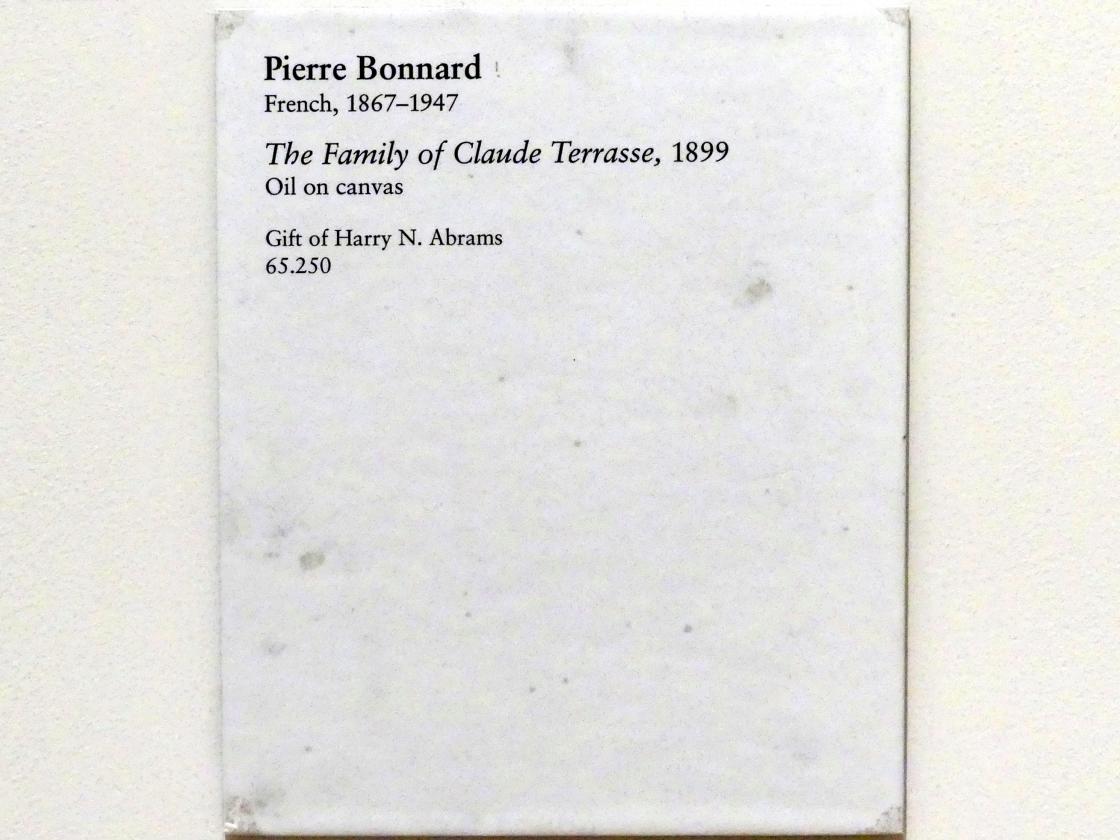 Pierre Bonnard
French, 1867–1947
The Family of Claude Terrasse, 1899
Oil on canvas
Gift of Harry N. Abrams
65.250